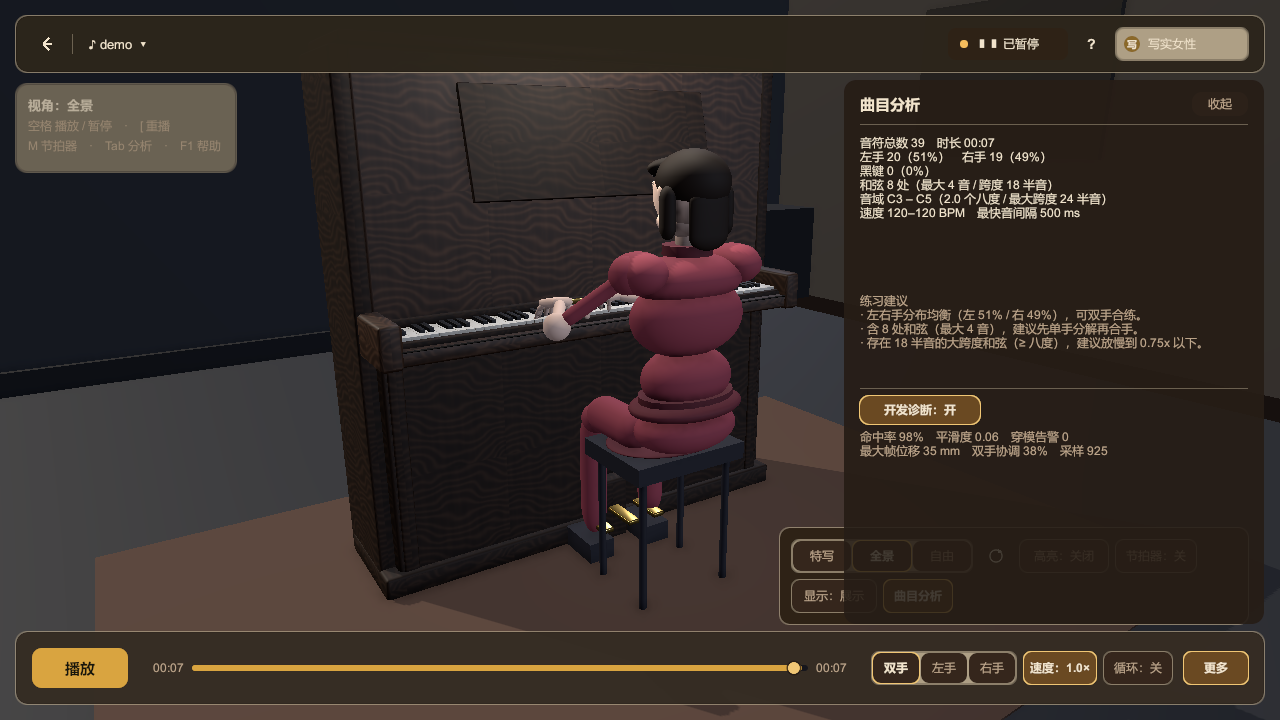 ♪ demo ▾
已暂停
?
写 写实女性
视角：全景
空格 播放 / 暂停 · [ 重播
M 节拍器 · Tab 分析 · F1 帮助
曲目分析
收起
音符总数 39 时长 00:07
左手 20（51%） 右手 19（49%）
黑键 0（0%）
和弦 8 处（最大 4 音 / 跨度 18 半音）
音域 C3 – C5（2.0 个八度 / 最大跨度 24 半音）
速度 120–120 BPM 最快音间隔 500 ms
练习建议
· 左右手分布均衡（左 51% / 右 49%），可双手合练。
· 含 8 处和弦（最大 4 音），建议先单手分解再合手。
· 存在 18 半音的大跨度和弦（≥ 八度），建议放慢到 0.75x 以下。
开发诊断：开
命中率 98% 平滑度 0.06 穿模告警 0
最大帧位移 35 mm 双手协调 38% 采样 925
特写 全景 自由 高亮：关闭 节拍器：关
显示：展示 曲目分析
播放
00:07
00:07
双手 左手 右手
速度：1.0×
循环：关
更多